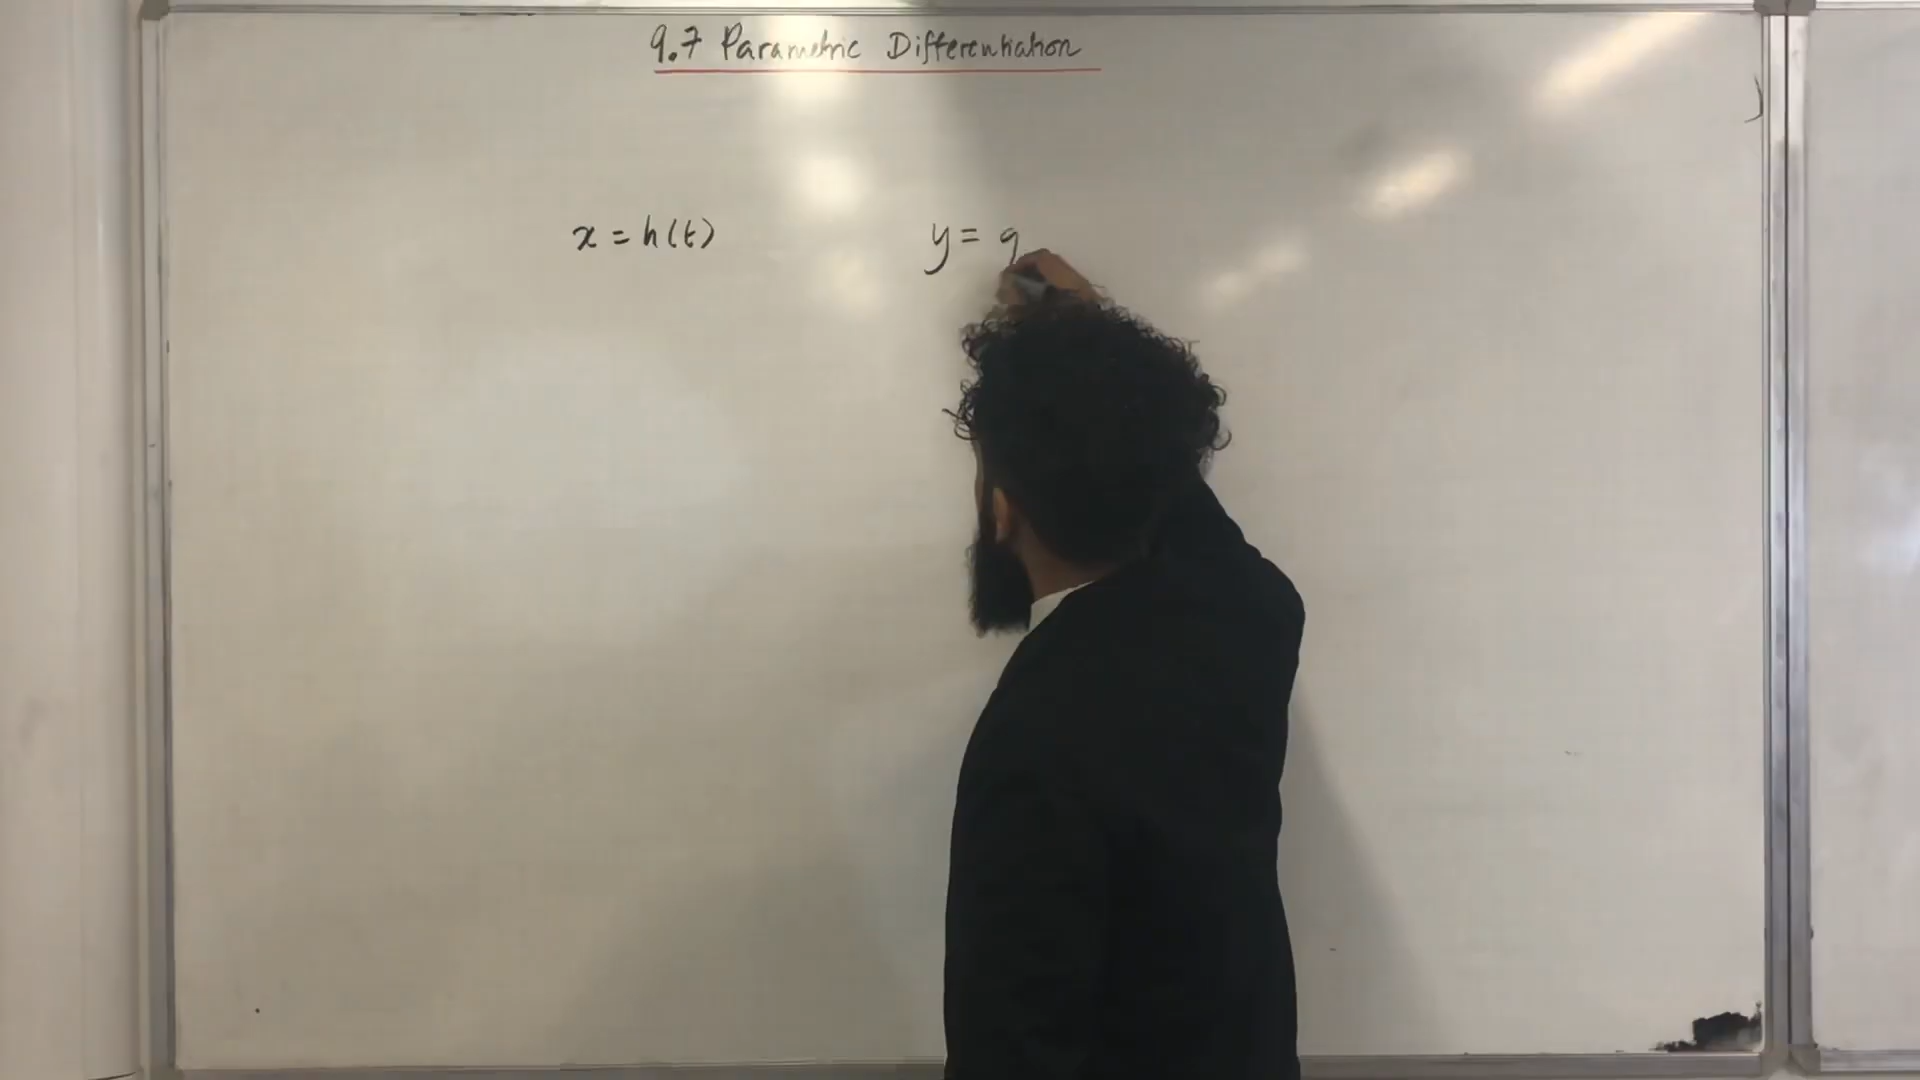 9.7 Parametric Differentiation
x = h(t) y = g